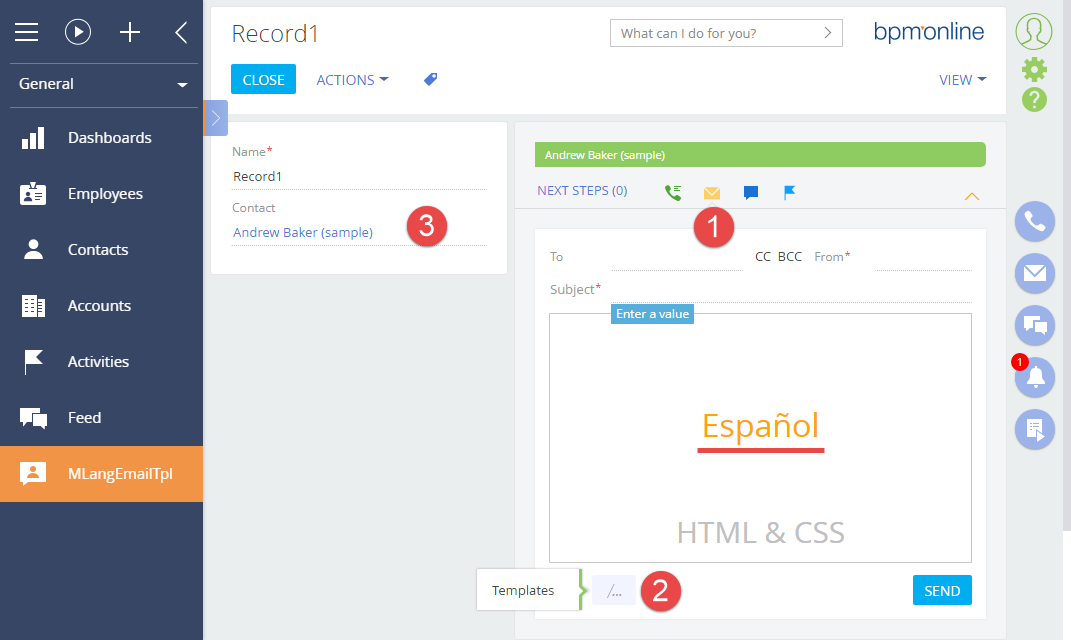 General
Dashboards
Employees
Contacts
Accounts
Activities
Feed
MLangEmailTpl
Record1
What can I do for you?
bpmonline
CLOSE
ACTIONS
VIEW
Name*
Record1
Contact
Andrew Baker (sample)
3
Andrew Baker (sample)
NEXT STEPS (0)
1
To
CC BCC From*
Subject*
Enter a value
Español
HTML & CSS
Templates
/...
2
SEND
?
1